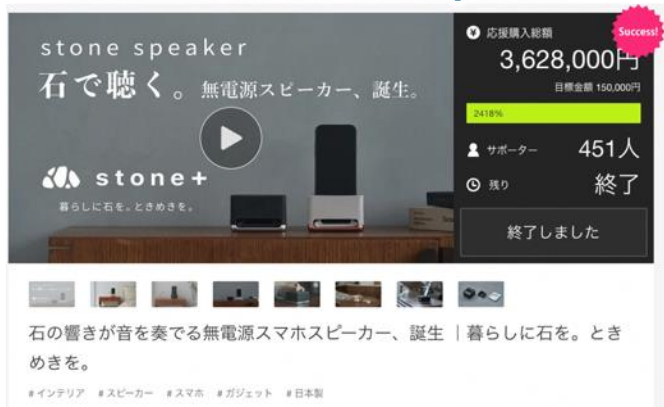 stone speaker
石で聴く。無電源スピーカー、誕生。
stone+
暮らしに石を。ときめきを。
Success!
応援購入総額
3,628,000円
目標金額 150,000円
2418%
サポーター 451人
残り 終了
終了しました
石の響きが音を奏でる無電源スマホスピーカー、誕生 ｜暮らしに石を。とき
めきを。
#インテリア #スピーカー #スマホ #ガジェット #日本製